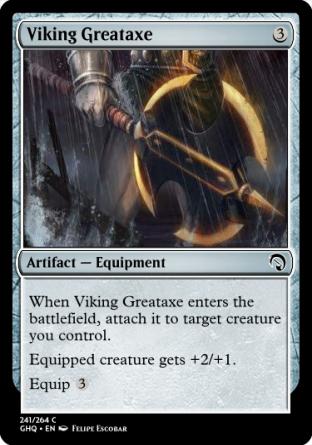 Viking Greataxe 3
Artifact — Equipment
When Viking Greataxe enters the
battlefield, attach it to target creature
you control.
Equipped creature gets +2/+1.
Equip 3
241/264 C
GHQ • EN Felipe Escobar